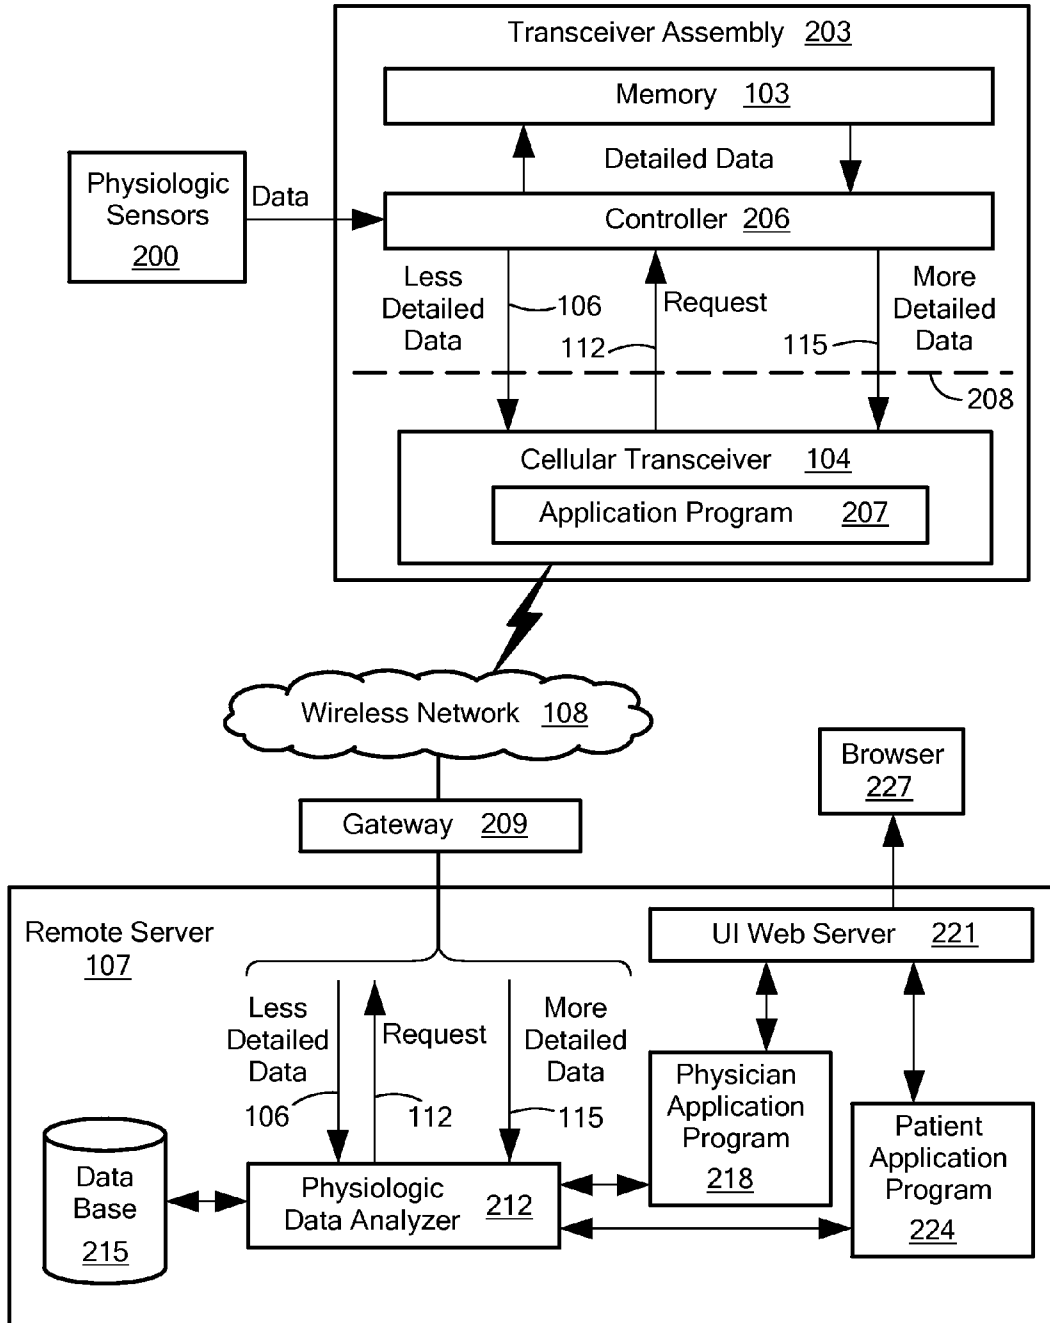 Transceiver Assembly 203
Memory 103
Detailed Data
Physiologic
Sensors
200
Data
Controller 206
Less
Detailed
Data
106
Request
112
More
Detailed
Data
115
208
Cellular Transceiver 104
Application Program 207
Wireless Network 108
Gateway 209
Browser
227
Remote Server
107
UI Web Server 221
Less
Detailed
Data
106
Request
112
More
Detailed
Data
115
Physician
Application
Program
218
Patient
Application
Program
224
Data
Base
215
Physiologic
Data Analyzer 212